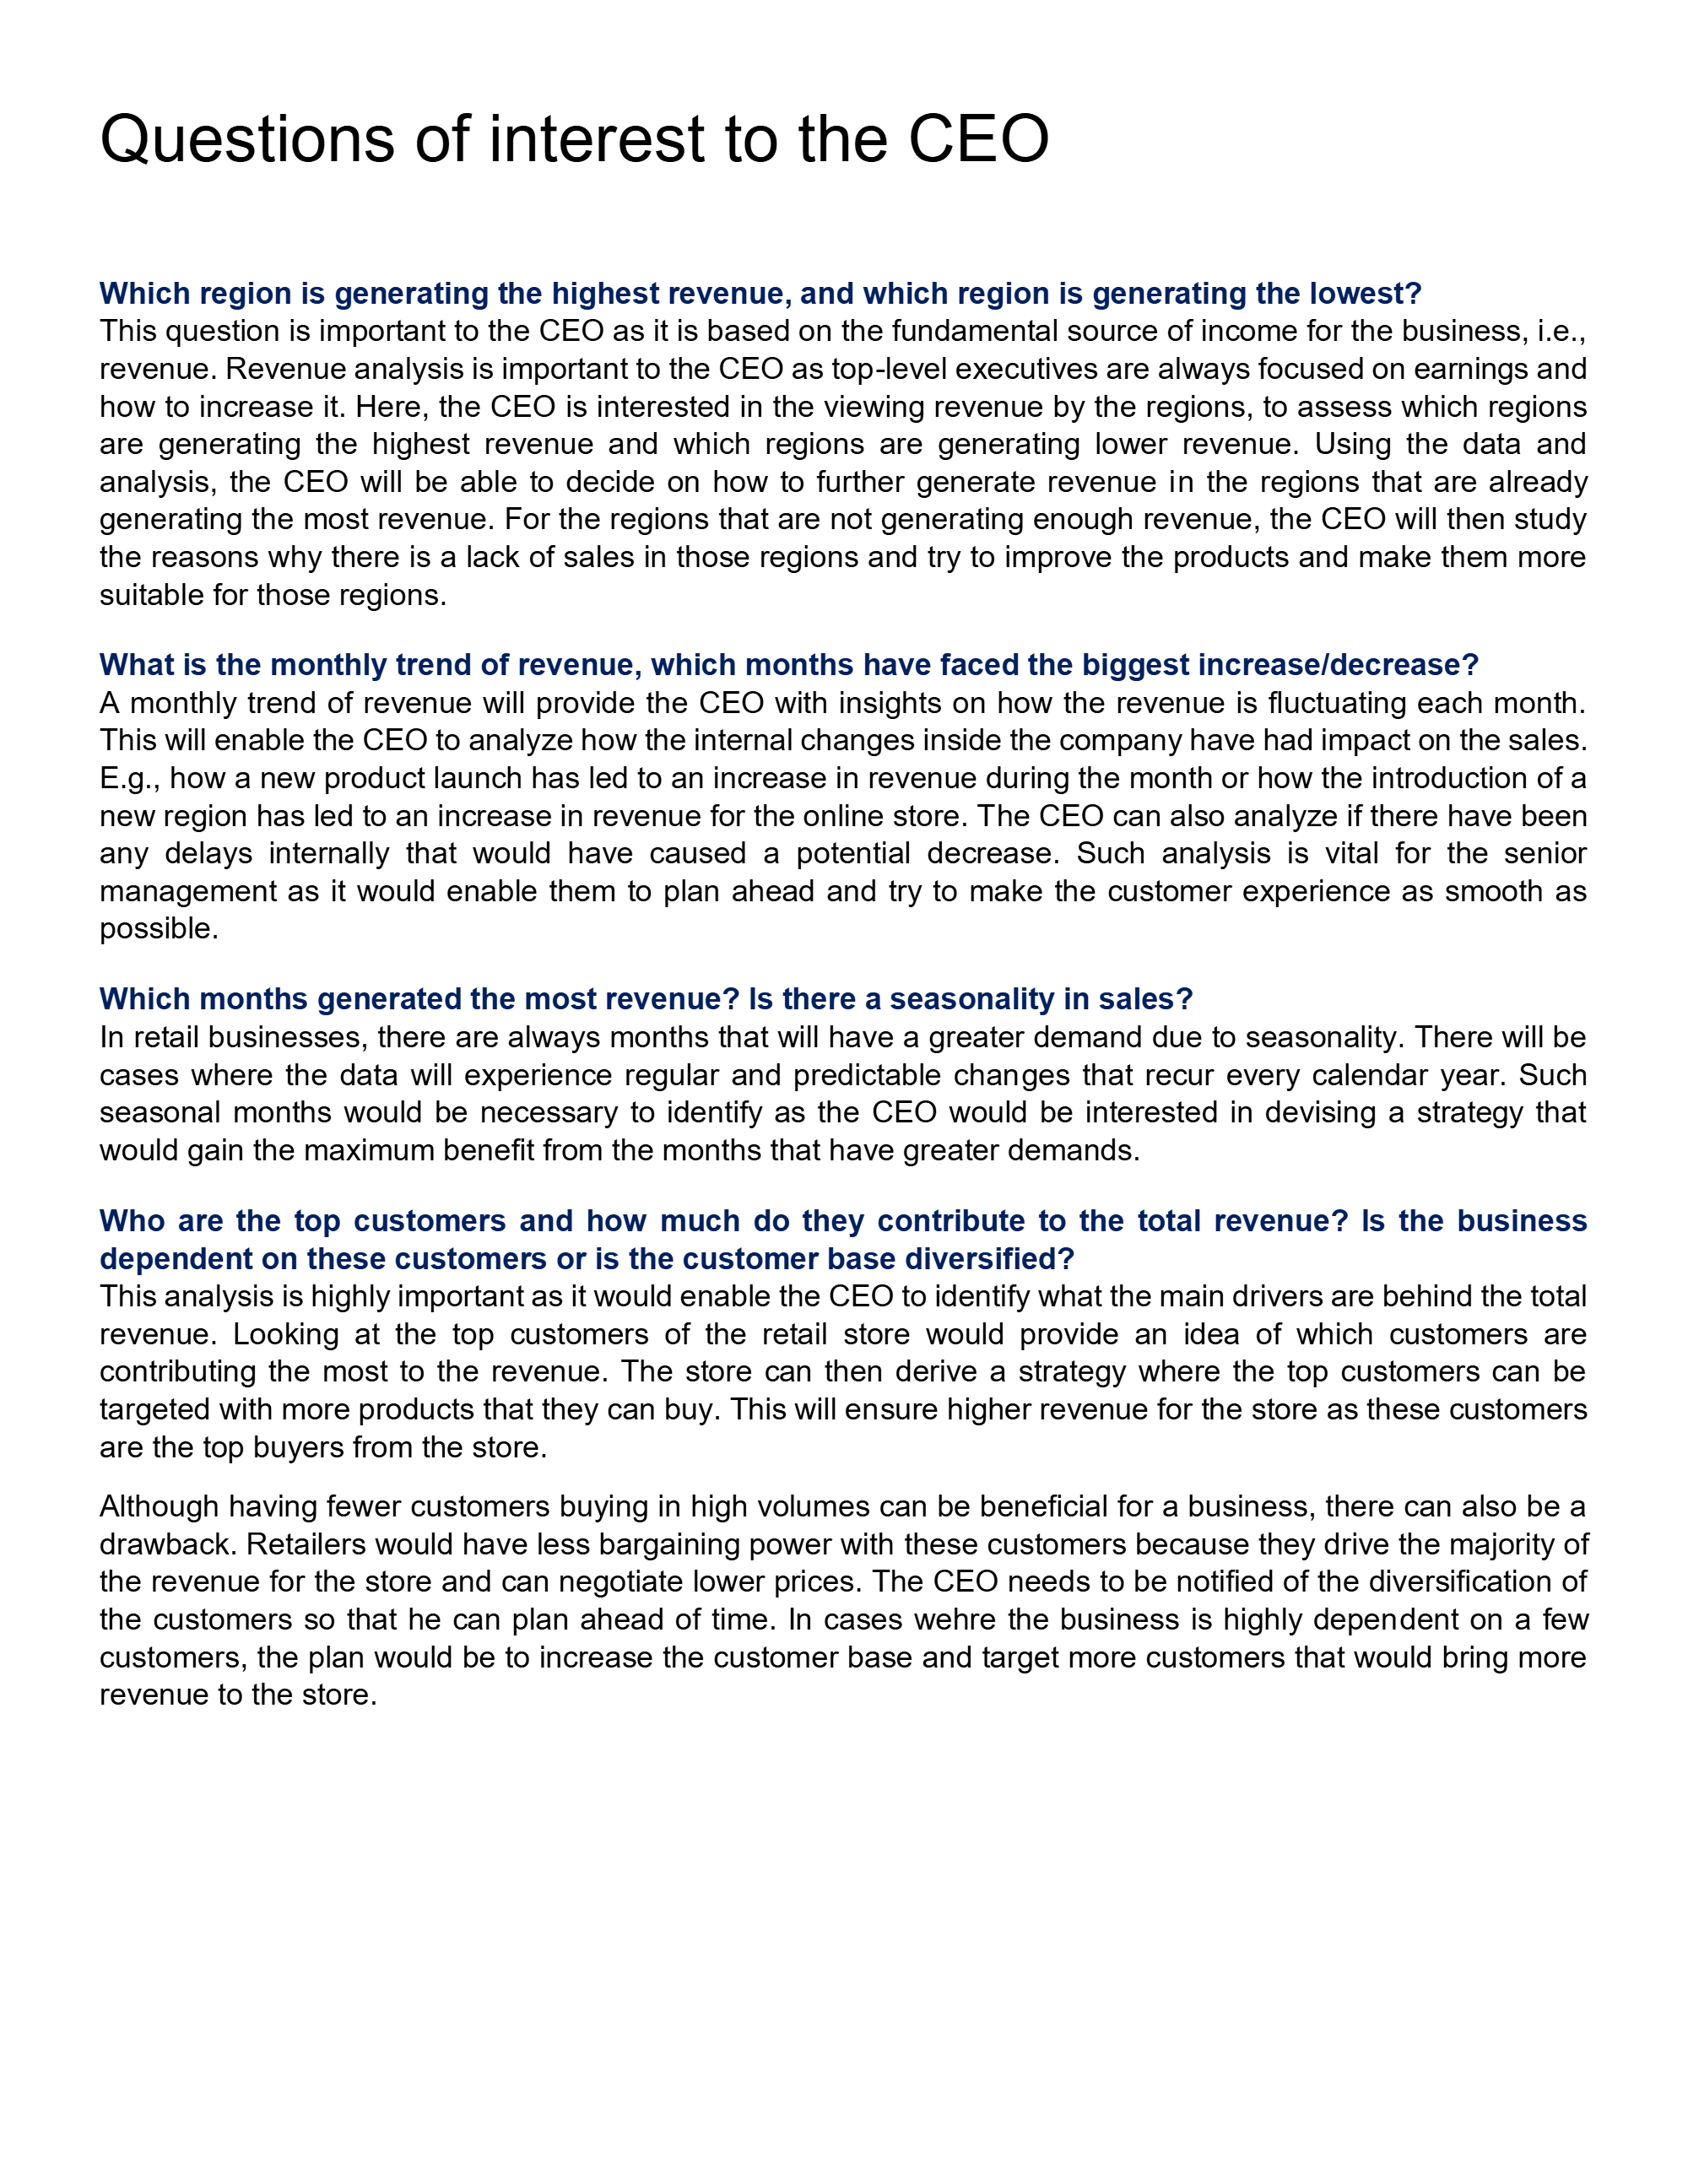 Questions of interest to the CEO
Which region is generating the highest revenue, and which region is generating the lowest?
This question is important to the CEO as it is based on the fundamental source of income for the business, i.e.,
revenue. Revenue analysis is important to the CEO as top-level executives are always focused on earnings and
how to increase it. Here, the CEO is interested in the viewing revenue by the regions, to assess which regions
are generating the highest revenue and which regions are generating lower revenue. Using the data and
analysis, the CEO will be able to decide on how to further generate revenue in the regions that are already
generating the most revenue. For the regions that are not generating enough revenue, the CEO will then study
the reasons why there is a lack of sales in those regions and try to improve the products and make them more
suitable for those regions.
What is the monthly trend of revenue, which months have faced the biggest increase/decrease?
A monthly trend of revenue will provide the CEO with insights on how the revenue is fluctuating each month.
This will enable the CEO to analyze how the internal changes inside the company have had impact on the sales.
E.g., how a new product launch has led to an increase in revenue during the month or how the introduction of a
new region has led to an increase in revenue for the online store. The CEO can also analyze if there have been
any delays internally that would have caused a potential decrease. Such analysis is vital for the senior
management as it would enable them to plan ahead and try to make the customer experience as smooth as
possible.
Which months generated the most revenue? Is there a seasonality in sales?
In retail businesses, there are always months that will have a greater demand due to seasonality. There will be
cases where the data will experience regular and predictable changes that recur every calendar year. Such
seasonal months would be necessary to identify as the CEO would be interested in devising a strategy that
would gain the maximum benefit from the months that have greater demands.
Who are the top customers and how much do they contribute to the total revenue? Is the business
dependent on these customers or is the customer base diversified?
This analysis is highly important as it would enable the CEO to identify what the main drivers are behind the total
revenue. Looking at the top customers of the retail store would provide an idea of which customers are
contributing the most to the revenue. The store can then derive a strategy where the top customers can be
targeted with more products that they can buy. This will ensure higher revenue for the store as these customers
are the top buyers from the store.
Although having fewer customers buying in high volumes can be beneficial for a business, there can also be a
drawback. Retailers would have less bargaining power with these customers because they drive the majority of
the revenue for the store and can negotiate lower prices. The CEO needs to be notified of the diversification of
the customers so that he can plan ahead of time. In cases wehre the business is highly dependent on a few
customers, the plan would be to increase the customer base and target more customers that would bring more
revenue to the store.